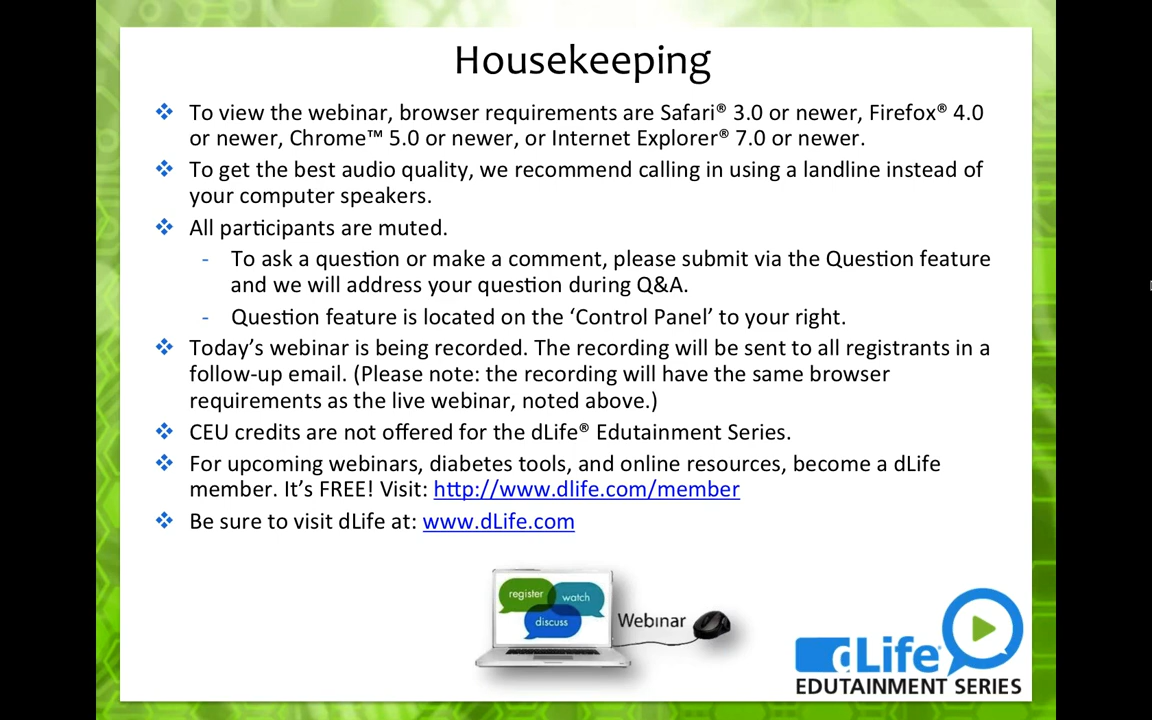 Housekeeping
❖ To view the webinar, browser requirements are Safari® 3.0 or newer, Firefox® 4.0
or newer, Chrome™ 5.0 or newer, or Internet Explorer® 7.0 or newer.
❖ To get the best audio quality, we recommend calling in using a landline instead of
your computer speakers.
❖ All participants are muted.
- To ask a question or make a comment, please submit via the Question feature
and we will address your question during Q&A.
- Question feature is located on the ‘Control Panel’ to your right.
❖ Today’s webinar is being recorded. The recording will be sent to all registrants in a
follow-up email. (Please note: the recording will have the same browser
requirements as the live webinar, noted above.)
❖ CEU credits are not offered for the dLife® Edutainment Series.
❖ For upcoming webinars, diabetes tools, and online resources, become a dLife
member. It’s FREE! Visit: http://www.dlife.com/member
❖ Be sure to visit dLife at: www.dLife.com
register
watch
discuss
Webinar
dLife®
EDUTAINMENT SERIES